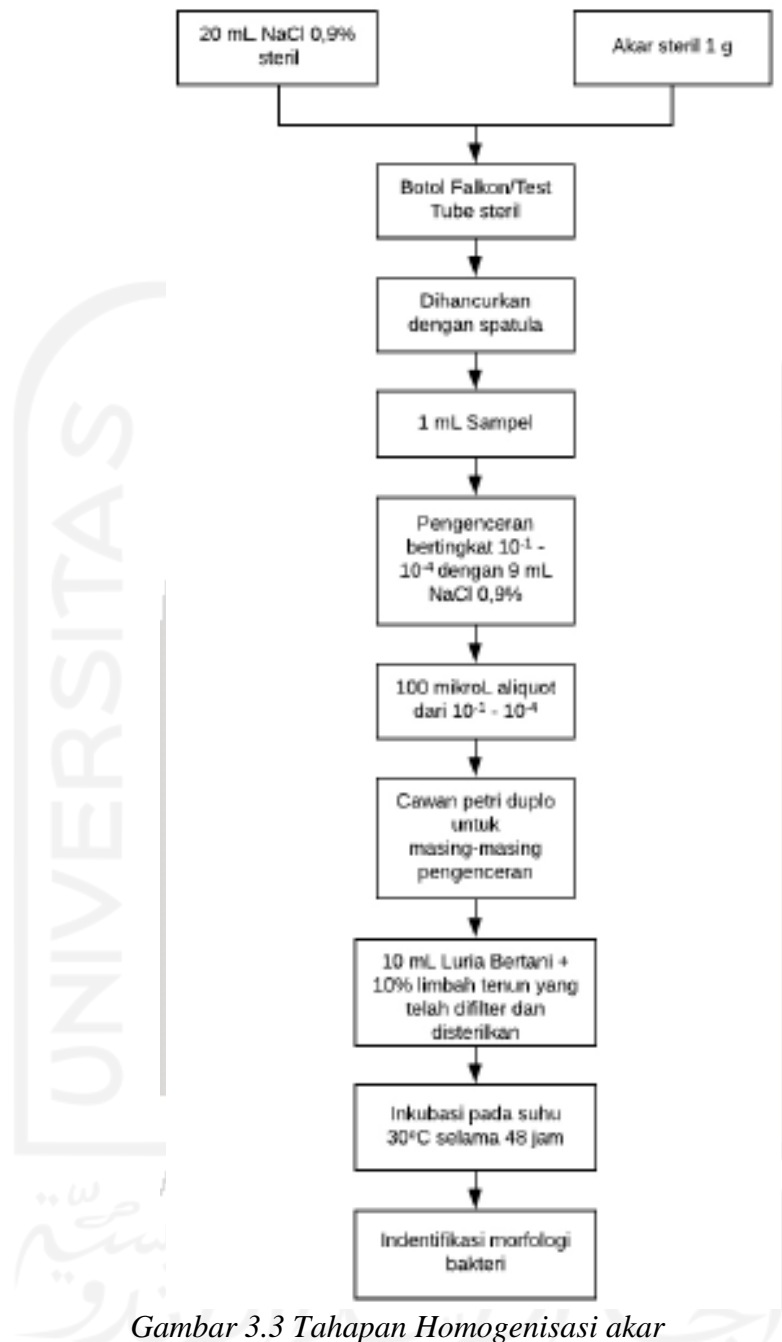 20 mL NaCl 0,9%
steril
Akar steril 1 g
Botol Falkon/Test
Tube steril
Dihancurkan
dengan spatula
1 mL Sampel
Pengenceran
bertingkat 10⁻¹ -
10⁻⁴ dengan 9 mL
NaCl 0,9%
100 mikroL aliquot
dari 10⁻¹ - 10⁻⁴
Cawan petri duplo
untuk
masing-masing
pengenceran
10 mL Luria Bertani +
10% limbah tenun yang
telah difilter dan
disterilkan
Inkubasi pada suhu
30°C selama 48 jam
Indentifikasi morfologi
bakteri
Gambar 3.3 Tahapan Homogenisasi akar
UNIVERSITAS